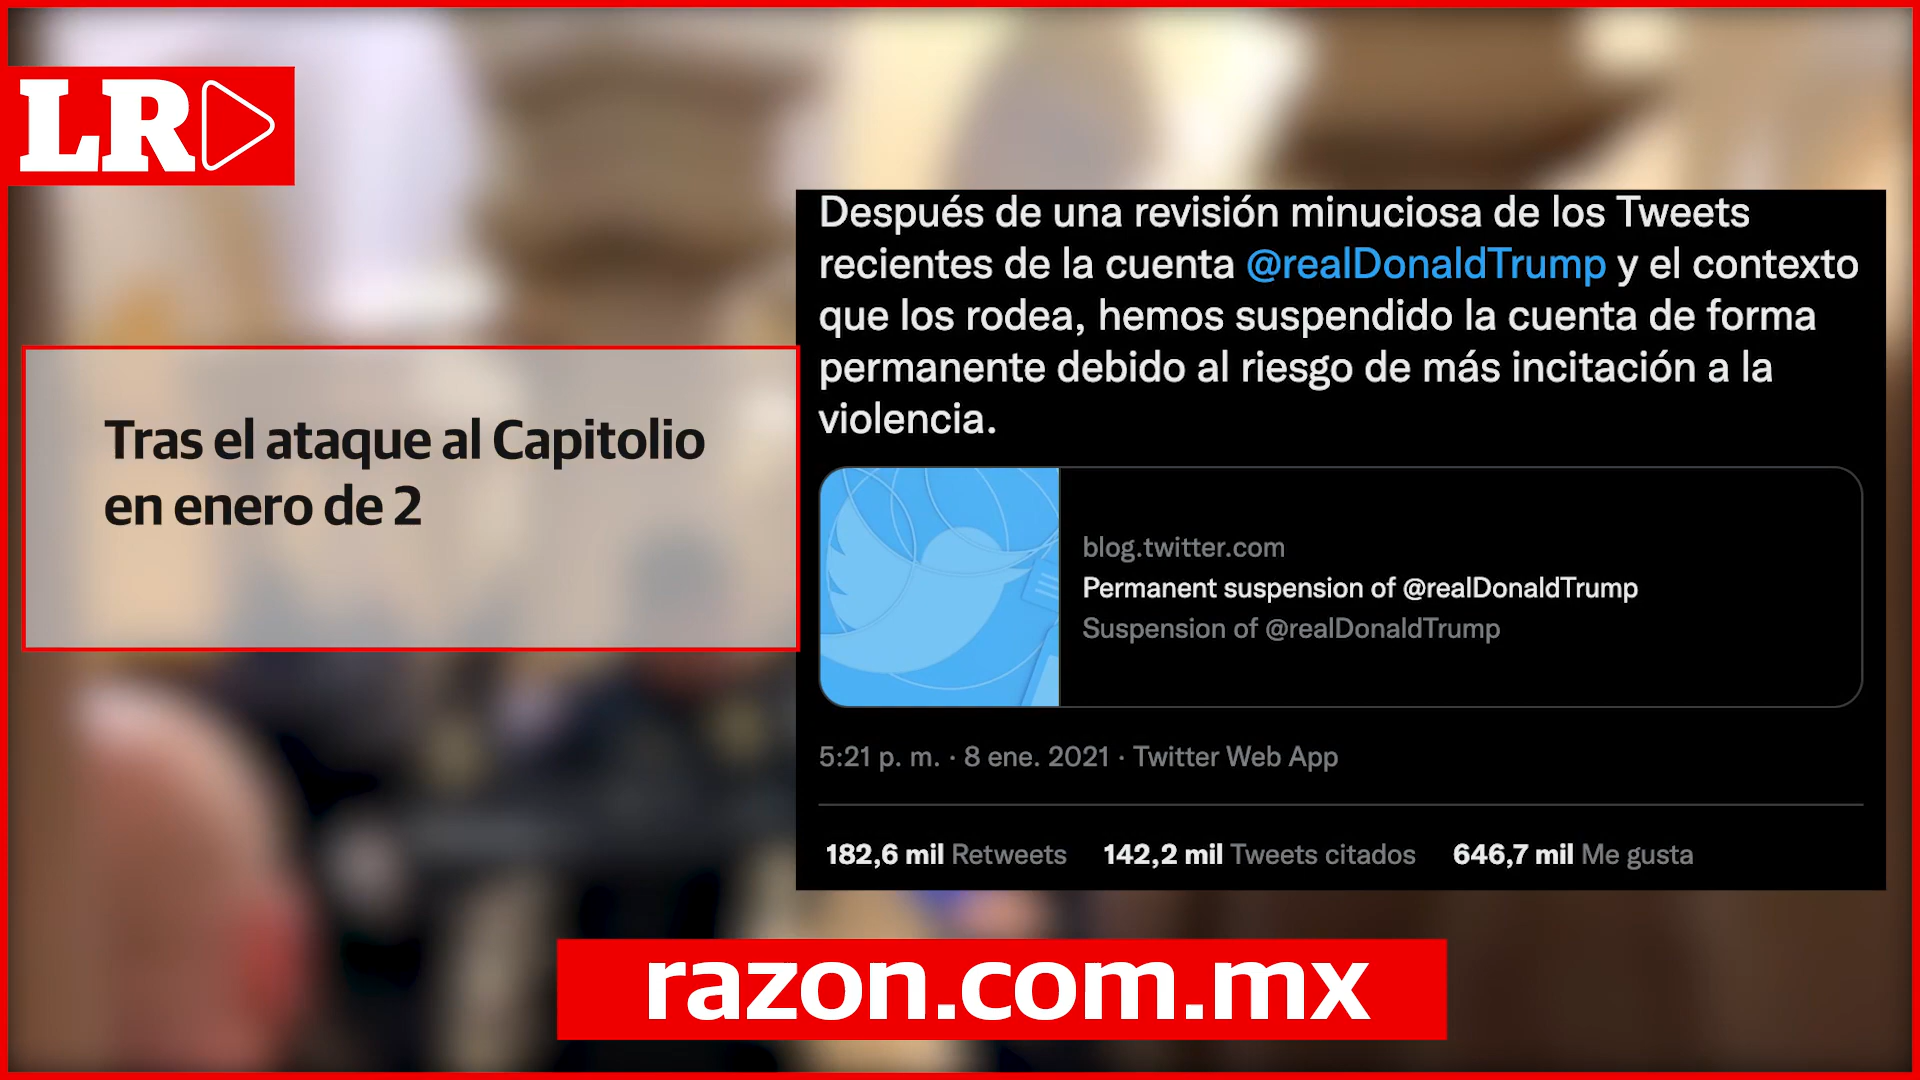 LR
Después de una revisión minuciosa de los Tweets
recientes de la cuenta @realDonaldTrump y el contexto
que los rodea, hemos suspendido la cuenta de forma
permanente debido al riesgo de más incitación a la
violencia.
Tras el ataque al Capitolio
en enero de 2
blog.twitter.com
Permanent suspension of @realDonaldTrump
Suspension of @realDonaldTrump
5:21 p. m. · 8 ene. 2021 · Twitter Web App
182,6 mil Retweets 142,2 mil Tweets citados 646,7 mil Me gusta
razon.com.mx